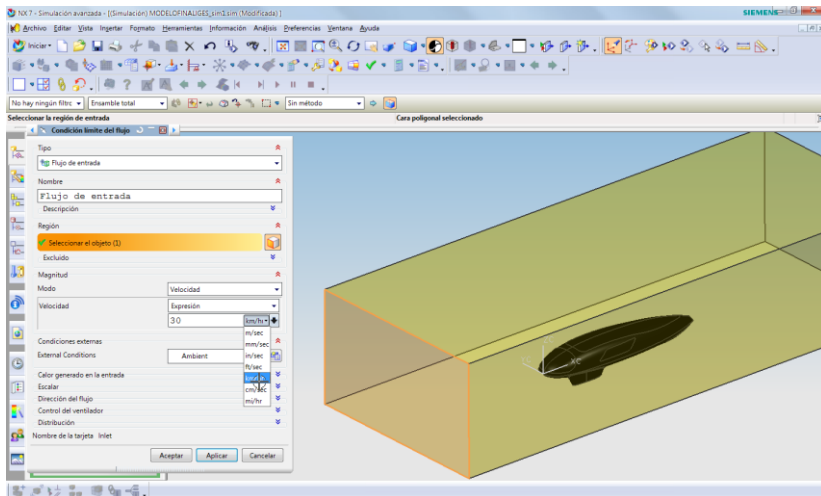 NX 7 - Simulación avanzada - [(Simulación) MODELOFINALIGES_sim1.sim (Modificada) ]
SIEMENS
Archivo Editar Vista Insertar Formato Herramientas Información Análisis Preferencias Ventana Ayuda
Iniciar
No hay ningún filtrc Ensamble total Sin método
Seleccionar la región de entrada Cara poligonal seleccionado
Condición límite del flujo
Tipo
Flujo de entrada
Nombre
Flujo de entrada
Descripción
Región
Seleccionar el objeto (1)
Excluido
Magnitud
Modo Velocidad
Velocidad Expresión
30 km/hr
m/sec
mm/sec
Condiciones externas in/sec
External Conditions Ambient
ft/sec
Calor generado en la entrada
Escalar cm/sec
Dirección del flujo mi/hr
Control del ventilador
Distribución
Nombre de la tarjeta Inlet
Aceptar Aplicar Cancelar
XC